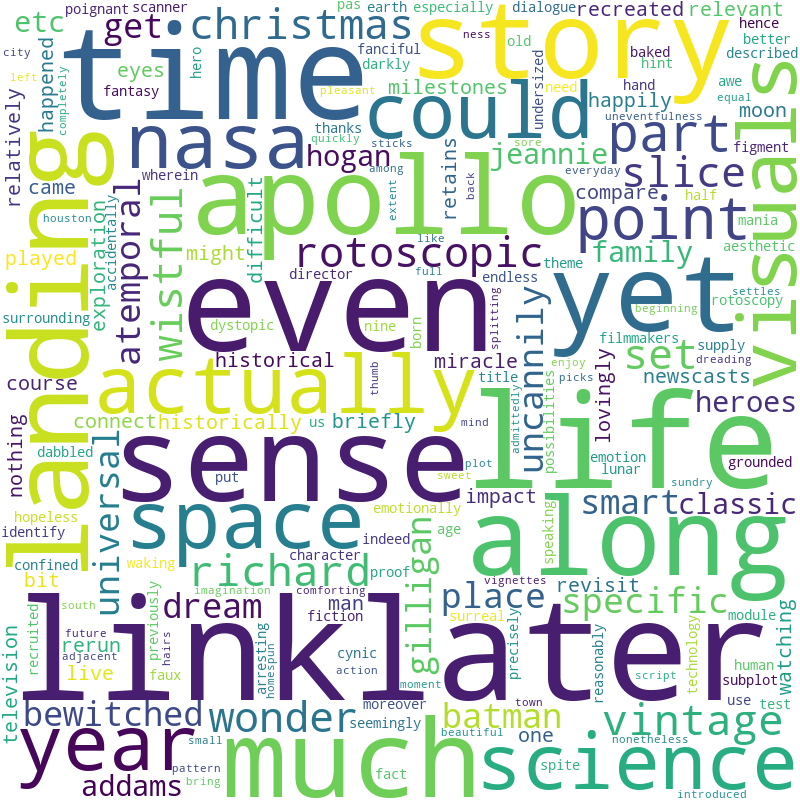 etc
get
christmas
pas
poignant
scanner
earth
especially
dialogue
recreated
relevant
time
story
city
left
completely
happened
eyes
fantasy
hero
fanciful
darkly
milestones
ness
old
undersized
baked
hint
better
hence
described
happily
awe
need
pleasant
relatively
landing
nasa
thanks
quickly
wherein
hogan
sticks
among
could
retains
jeannie
sore
everyday
uneventfulness
hand
part
slice
equal
moon
figment
visuals
came
houston
exploration
accidentally
atemporal
wistful
difficult
apollo
extent
back
compare
half
point
mania
aesthetic
played
might
rotoscopic
like
family
surrounding
director
full
endless
theme
dystopic
nine
born
even
splitting
uncannily
yet
settles
rotoscopy
beginning
filmmakers
supply
dreading
historical
miracle
enjoy
set
course
actually
thumb
title
picks
lovingly
newscasts
heroes
nothing
connect
historically
us
briefly
admittedly
mind
possibilities
life
dabbled
universal
put
sense
plot
sweet
emotion
lunar
grounded
sundry
hopeless
identify
space
emotionally
impact
smart
classic
confined
waking
indeed
age
speaking
along
bit
richard
comforting
character
proof
gilligan
vignettes
revisit
imagination
fiction
man
place
specific
television
south
recruited
future
rerun
adjacent
live
previously
faux
hairs
dream
linklater
arresting
homespun
cynic
action
moment
surreal
precisely
reasonably
script
technology
module
human
subplot
watching
bewitched
wonder
moreover
seemingly
town
batman
beautiful
one
vintage
use
test
nonetheless
year
small
pattern
bring
addams
much
fact
science
spite
introduced